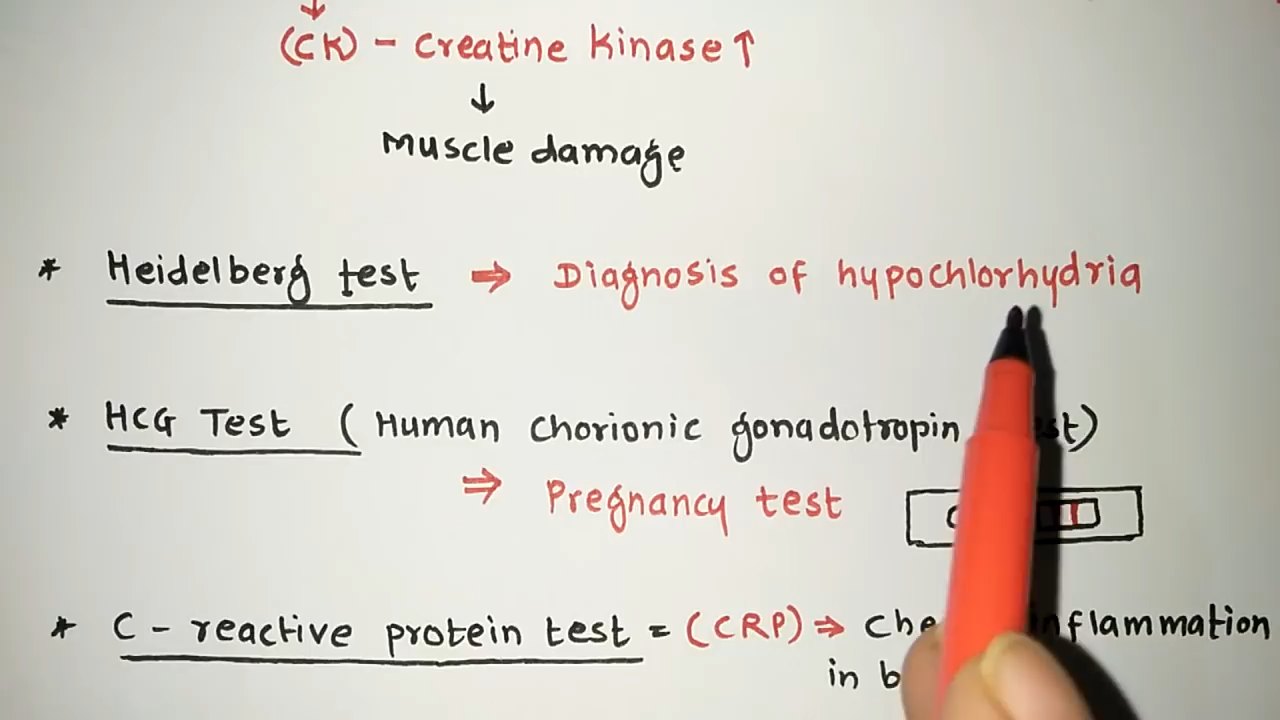 (CK) - Creatine kinase ↑
↓
Muscle damage
* Heidelberg test ⇒ Diagnosis of hypochlorhydria
* HCG Test ( Human chorionic gonadotropin
⇒ Pregnancy test
* C - reactive protein test = (CRP) ⇒ inflammation
in